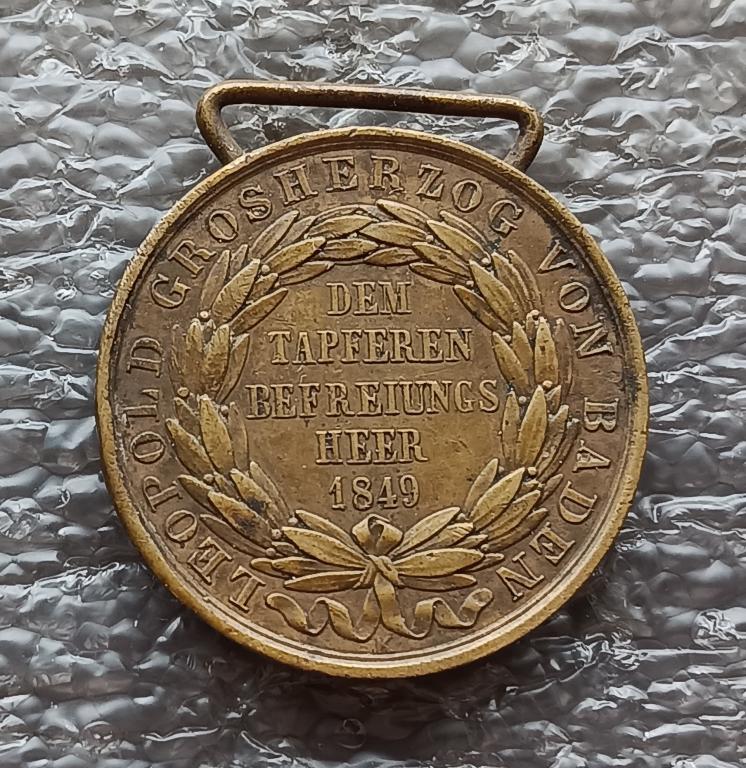 LEOPOLD GROSHERZOG VON BADEN
DEM
TAPFEREN
BEFREIUNGS
HEER
1849
K